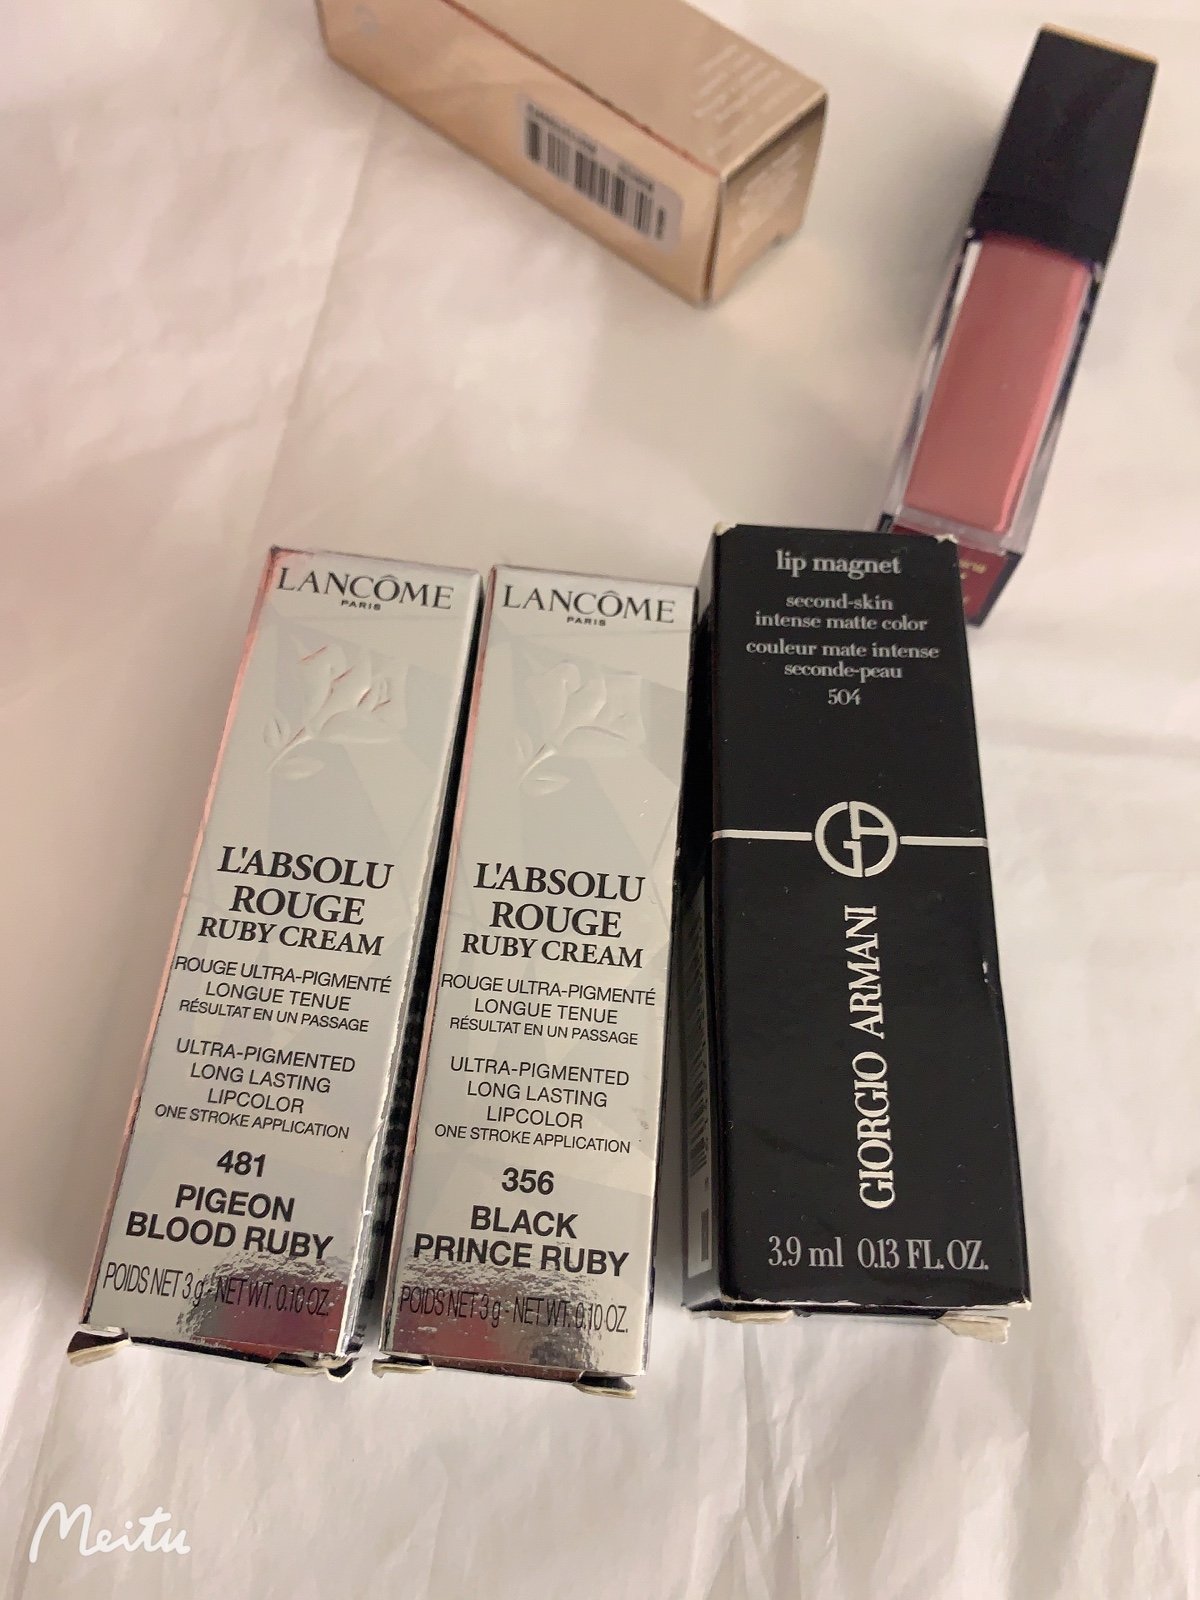 LANCÔME
PARIS
L'ABSOLU
ROUGE
RUBY CREAM
ROUGE ULTRA-PIGMENTÉ
LONGUE TENUE
RÉSULTAT EN UN PASSAGE
ULTRA-PIGMENTED
LONG LASTING
LIPCOLOR
ONE STROKE APPLICATION
481
PIGEON
BLOOD RUBY
POIDS NET 3 g - NET WT. 0.10 OZ.
LANCÔME
PARIS
L'ABSOLU
ROUGE
RUBY CREAM
ROUGE ULTRA-PIGMENTÉ
LONGUE TENUE
RÉSULTAT EN UN PASSAGE
ULTRA-PIGMENTED
LONG LASTING
LIPCOLOR
ONE STROKE APPLICATION
356
BLACK
PRINCE RUBY
POIDS NET 3 g - NET WT. 0.10 OZ.
lip magnet
second-skin
intense matte color
couleur mate intense
seconde-peau
504
GA
GIORGIO ARMANI
3.9 ml 0.13 FL. OZ.
Meitu